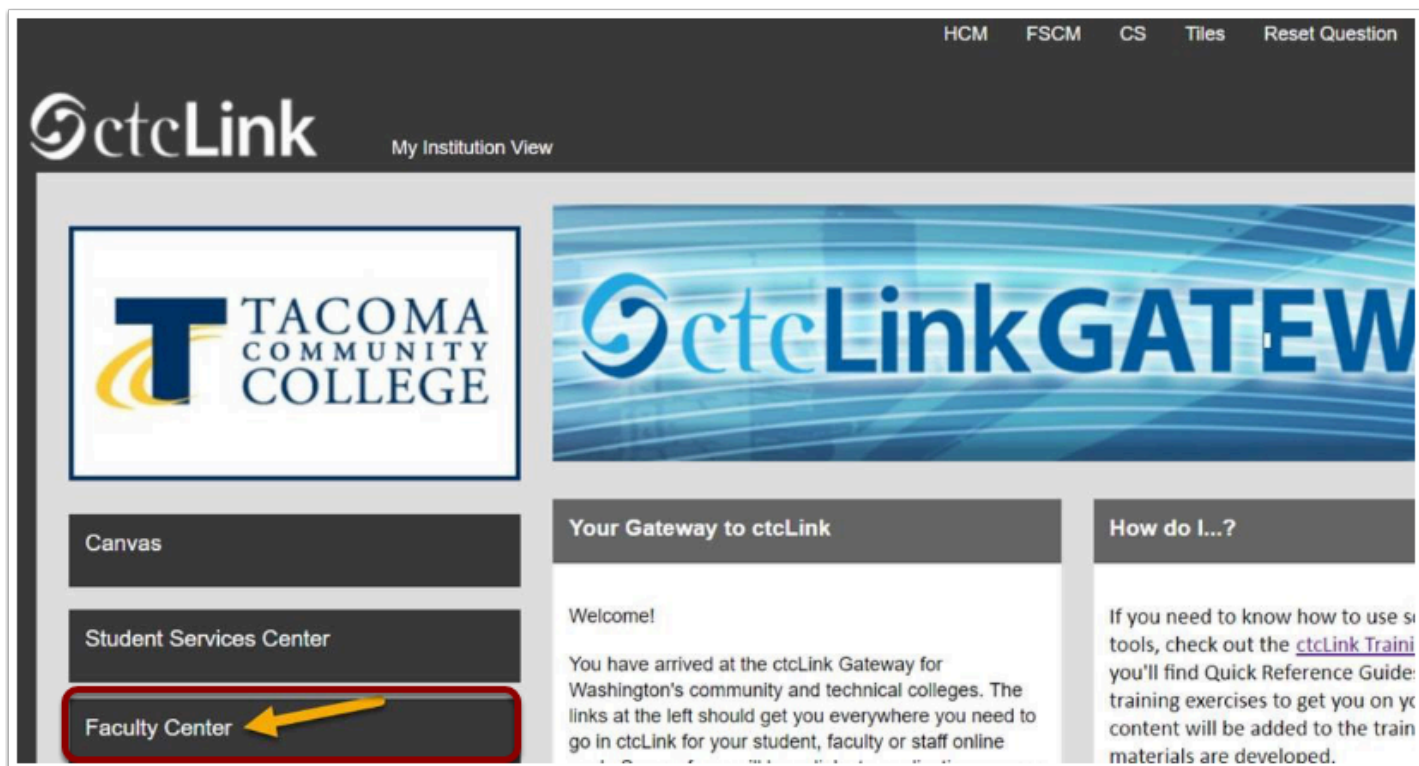 HCM FSCM CS Tiles Reset Question
ctcLink
My Institution View
TACOMA
COMMUNITY
COLLEGE
ctcLink GATEW
Canvas
Student Services Center
Faculty Center
Your Gateway to ctcLink
Welcome!
You have arrived at the ctcLink Gateway for
Washington's community and technical colleges. The
links at the left should get you everywhere you need to
go in ctcLink for your student, faculty or staff online
How do I...?
If you need to know how to use
tools, check out the ctcLink Traini
you'll find Quick Reference Guide
training exercises to get you on
content will be added to the train
materials are developed.